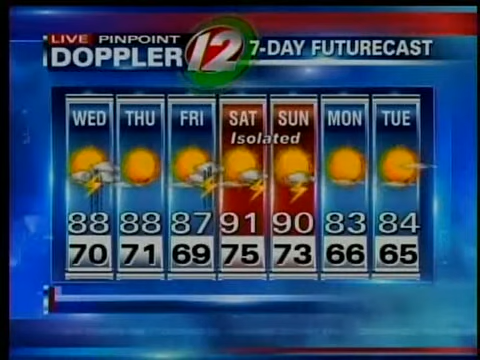 LIVE PINPOINT
DOPPLER 12 7-DAY FUTURECAST
WED THU FRI SAT SUN MON TUE
Isolated
88 88 87 91 90 83 84
70 71 69 75 73 66 65